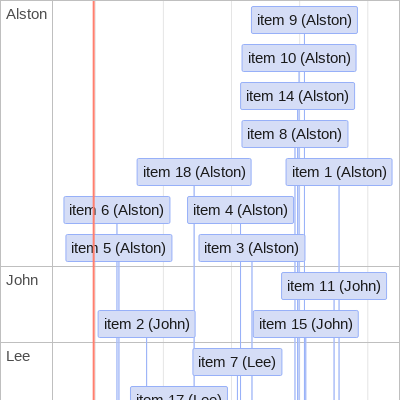 Alston
item 9 (Alston)
item 10 (Alston)
item 14 (Alston)
item 8 (Alston)
item 18 (Alston)
item 1 (Alston)
item 6 (Alston)
item 4 (Alston)
item 5 (Alston)
item 3 (Alston)
John
item 11 (John)
item 2 (John)
item 15 (John)
Lee
item 7 (Lee)
item 17 (Lee)